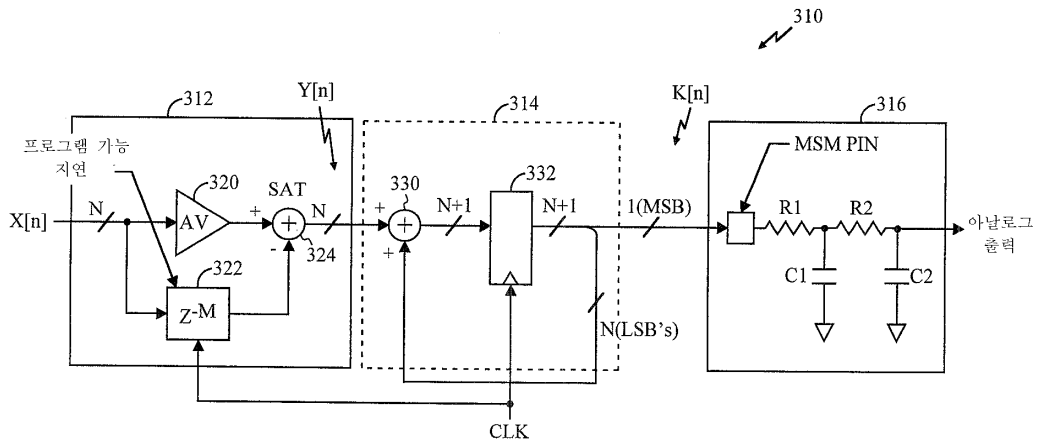 310
312
Y[n]
314
K[n]
316
프로그램 가능
지연
MSM PIN
320
SAT
330
332
X[n]
N
AV
+
+
N
+
N+1
N+1
1(MSB)
R1
R2
아날로그
출력
-
324
+
322
Z-M
C1
C2
N(LSB's)
CLK